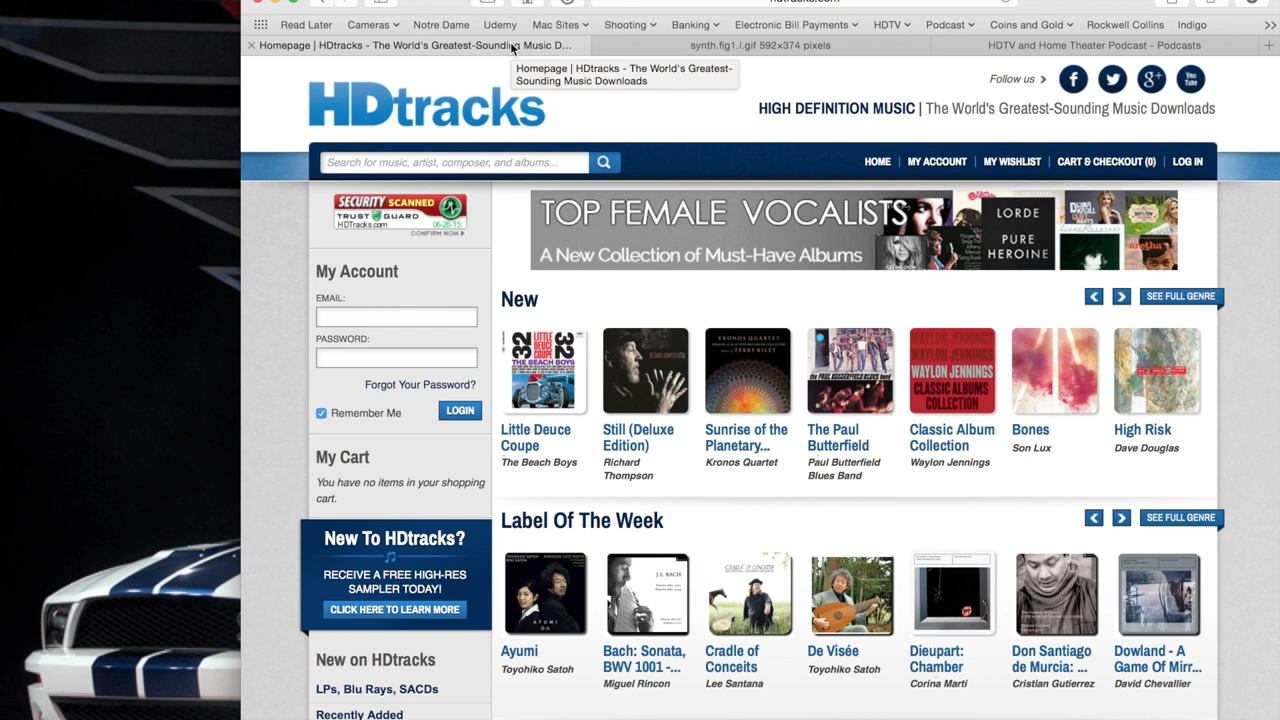 hdtracks.com
Read Later Cameras Notre Dame Udemy Mac Sites Shooting Banking Electronic Bill Payments HDTV Podcast Coins and Gold Rockwell Collins Indigo
Homepage | HDtracks - The World's Greatest-Sounding Music D... synth.fig1.l.gif 592×374 pixels HDTV and Home Theater Podcast - Podcasts
Homepage | HDtracks - The World's Greatest-
Sounding Music Downloads
Follow us
HDtracks
HIGH DEFINITION MUSIC | The World's Greatest-Sounding Music Downloads
Search for music, artist, composer, and albums...
HOME MY ACCOUNT MY WISHLIST CART & CHECKOUT (0) LOG IN
SECURITY SCANNED
TRUST GUARD
HDTracks.com 06-26-15
CONFIRM NOW
TOP FEMALE VOCALISTS
A New Collection of Must-Have Albums
LORDE
PURE
HEROINE
My Account
EMAIL:
PASSWORD:
Forgot Your Password?
Remember Me LOGIN
My Cart
You have no items in your shopping
cart.
New To HDtracks?
RECEIVE A FREE HIGH-RES
SAMPLER TODAY!
CLICK HERE TO LEARN MORE
New on HDtracks
LPs, Blu Rays, SACDs
Recently Added
New SEE FULL GENRE
Little Deuce
Coupe
The Beach Boys
Still (Deluxe
Edition)
Richard
Thompson
Sunrise of the
Planetary...
Kronos Quartet
The Paul
Butterfield
Paul Butterfield
Blues Band
Classic Album
Collection
Waylon Jennings
Bones
Son Lux
High Risk
Dave Douglas
Label Of The Week SEE FULL GENRE
Ayumi
Toyohiko Satoh
Bach: Sonata,
BWV 1001 -...
Miguel Rincon
Cradle of
Conceits
Lee Santana
De Visée
Toyohiko Satoh
Dieupart:
Chamber
Corina Marti
Don Santiago
de Murcia: ...
Cristian Gutierrez
Dowland - A
Game Of Mirr...
David Chevallier